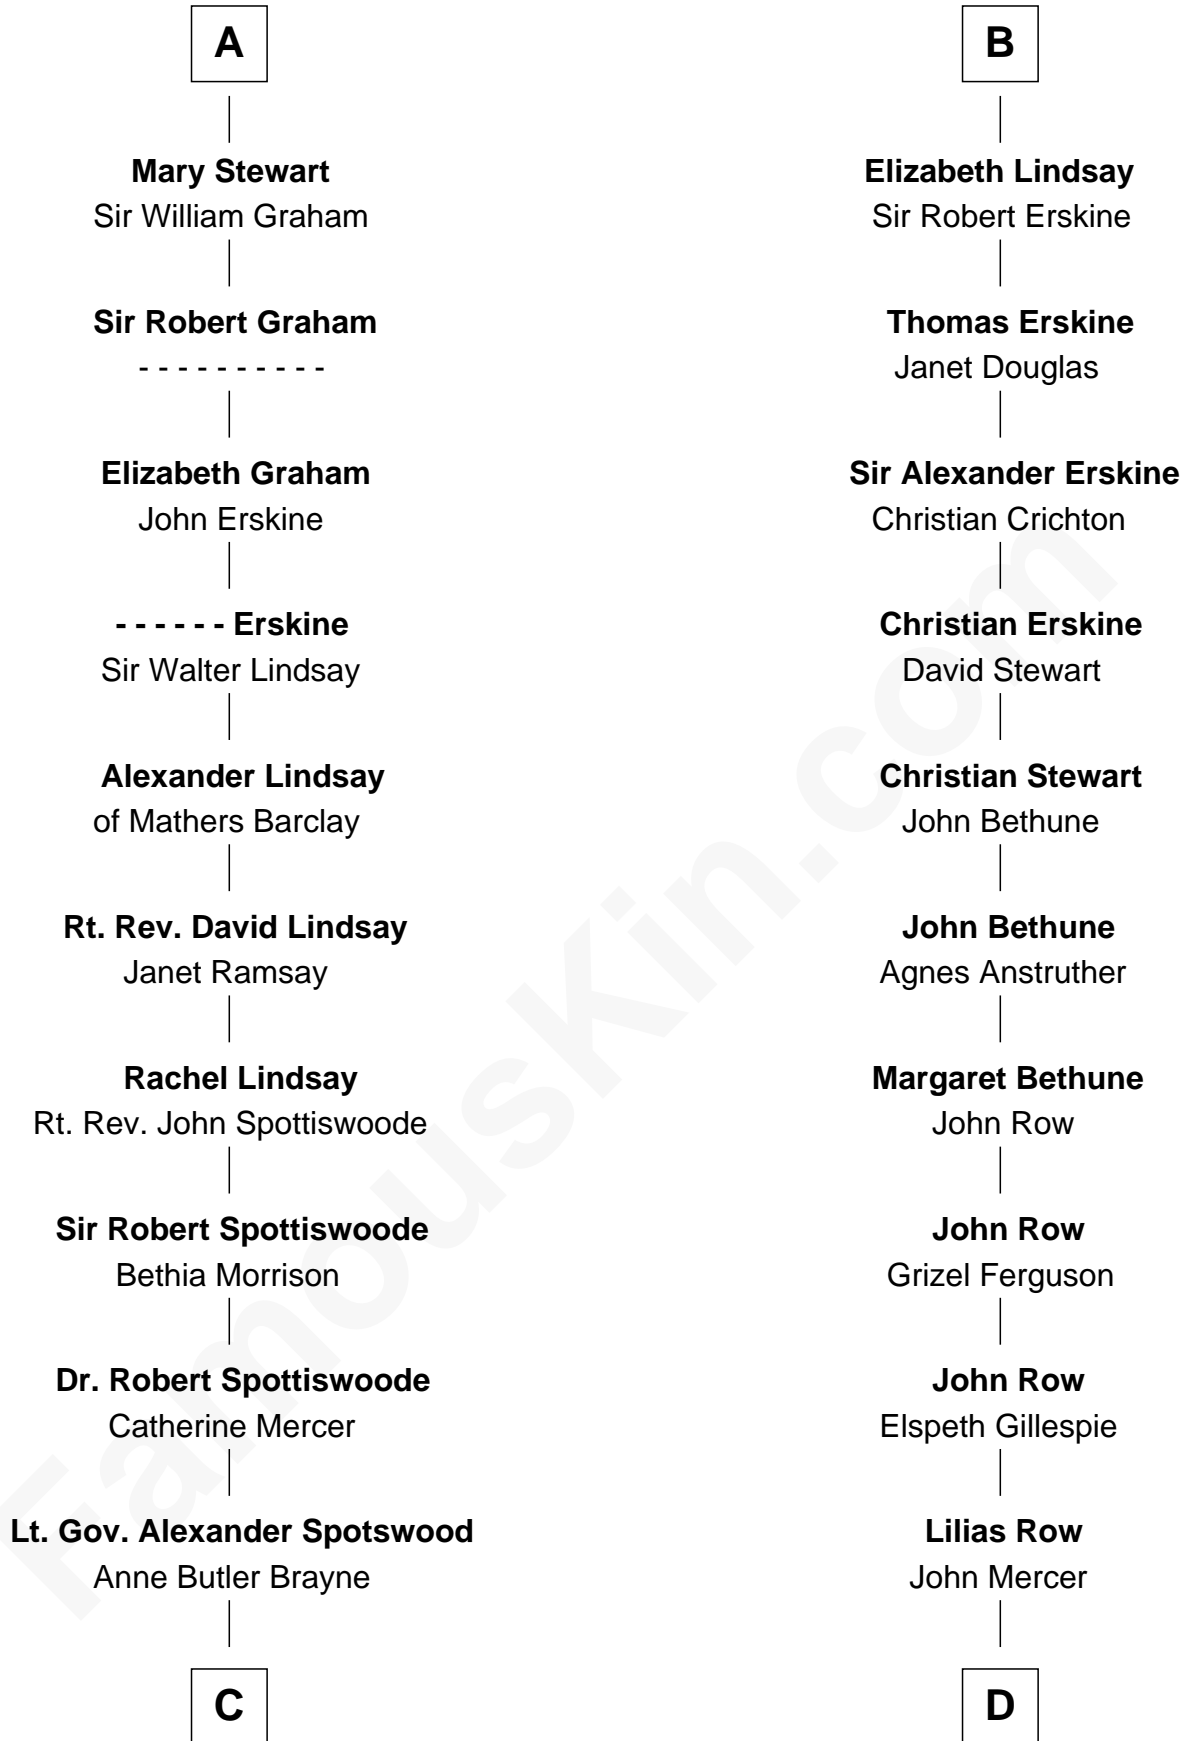 A
Mary Stewart
Sir William Graham
Sir Robert Graham
- - - - - - - - - -
Elizabeth Graham
John Erskine
- - - - - - Erskine
Sir Walter Lindsay
Alexander Lindsay
of Mathers Barclay
Rt. Rev. David Lindsay
Janet Ramsay
Rachel Lindsay
Rt. Rev. John Spottiswoode
Sir Robert Spottiswoode
Bethia Morrison
Dr. Robert Spottiswoode
Catherine Mercer
Lt. Gov. Alexander Spotswood
Anne Butler Brayne
C
B
Elizabeth Lindsay
Sir Robert Erskine
Thomas Erskine
Janet Douglas
Sir Alexander Erskine
Christian Crichton
Christian Erskine
David Stewart
Christian Stewart
John Bethune
John Bethune
Agnes Anstruther
Margaret Bethune
John Row
John Row
Grizel Ferguson
John Row
Elspeth Gillespie
Lilias Row
John Mercer
D
FamousKin.com